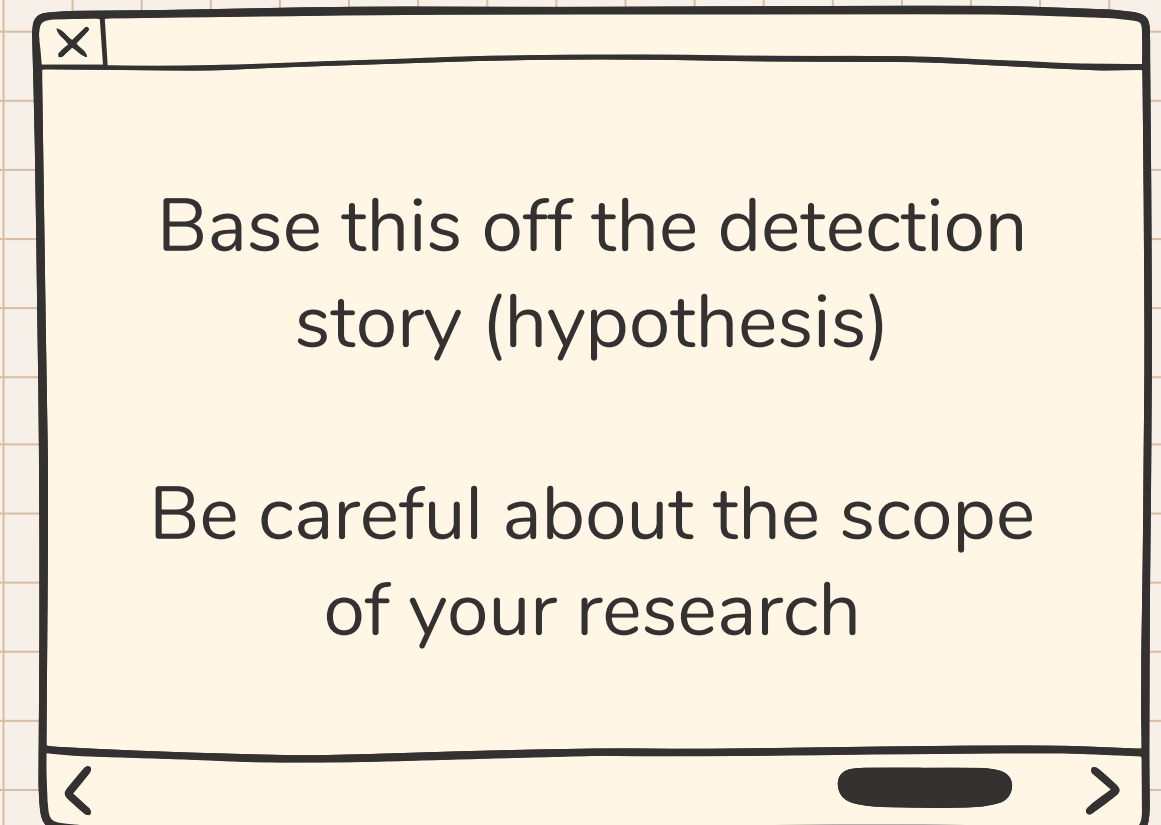 Base this off the detection
story (hypothesis)
Be careful about the scope
of your research